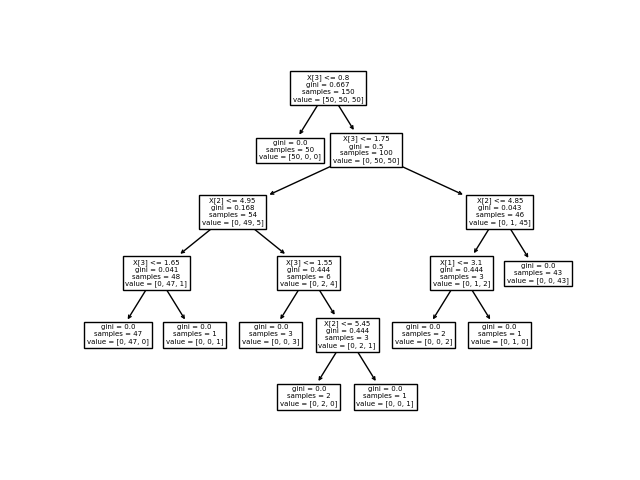 X[3] <= 0.8
gini = 0.667
samples = 150
value = [50, 50, 50]
gini = 0.0
samples = 50
value = [50, 0, 0]
X[3] <= 1.75
gini = 0.5
samples = 100
value = [0, 50, 50]
X[2] <= 4.95
gini = 0.168
samples = 54
value = [0, 49, 5]
X[2] <= 4.85
gini = 0.043
samples = 46
value = [0, 1, 45]
X[3] <= 1.65
gini = 0.041
samples = 48
value = [0, 47, 1]
X[3] <= 1.55
gini = 0.444
samples = 6
value = [0, 2, 4]
X[1] <= 3.1
gini = 0.444
samples = 3
value = [0, 1, 2]
gini = 0.0
samples = 43
value = [0, 0, 43]
gini = 0.0
samples = 47
value = [0, 47, 0]
gini = 0.0
samples = 1
value = [0, 0, 1]
gini = 0.0
samples = 3
value = [0, 0, 3]
X[2] <= 5.45
gini = 0.444
samples = 3
value = [0, 2, 1]
gini = 0.0
samples = 2
value = [0, 0, 2]
gini = 0.0
samples = 1
value = [0, 1, 0]
gini = 0.0
samples = 2
value = [0, 2, 0]
gini = 0.0
samples = 1
value = [0, 0, 1]